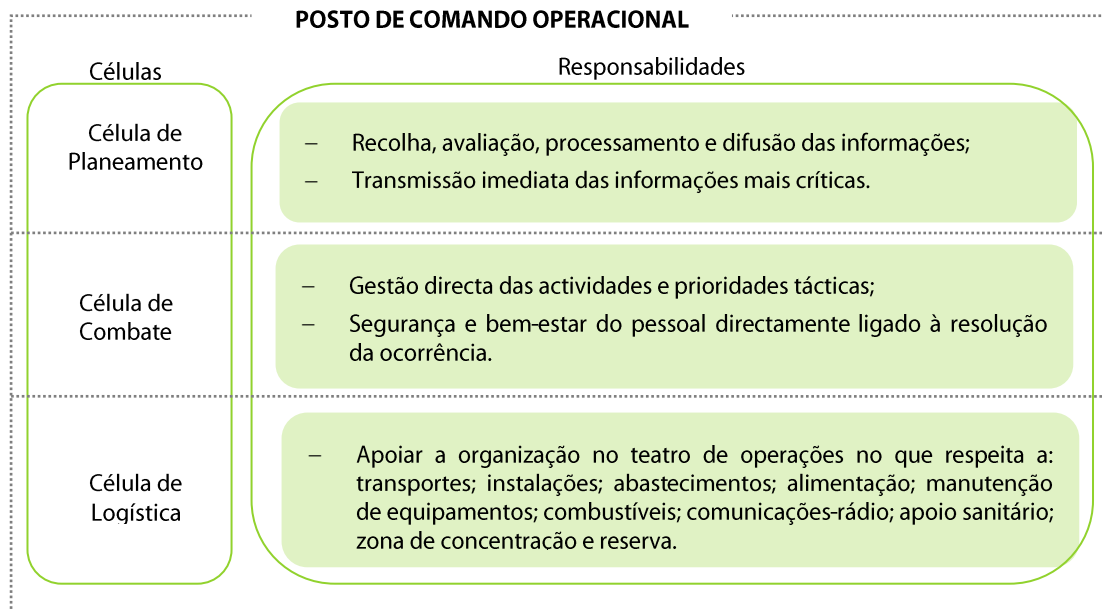 POSTO DE COMANDO OPERACIONAL
Células
Responsabilidades
Célula de
Planeamento
– Recolha, avaliação, processamento e difusão das informações;
– Transmissão imediata das informações mais críticas.
Célula de
Combate
– Gestão directa das actividades e prioridades tácticas;
– Segurança e bem-estar do pessoal directamente ligado à resolução
da ocorrência.
Célula de
Logística
– Apoiar a organização no teatro de operações no que respeita a:
transportes; instalações; abastecimentos; alimentação; manutenção
de equipamentos; combustíveis; comunicações-rádio; apoio sanitário;
zona de concentração e reserva.